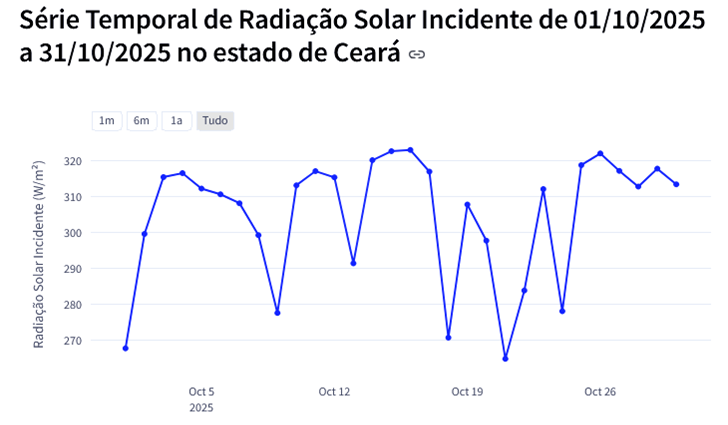 Série Temporal de Radiação Solar Incidente de 01/10/2025
a 31/10/2025 no estado de Ceará
1m 6m 1a Tudo
Radiação Solar Incidente (W/m²)
320
310
300
290
280
270
Oct 5 Oct 12 Oct 19 Oct 26
2025